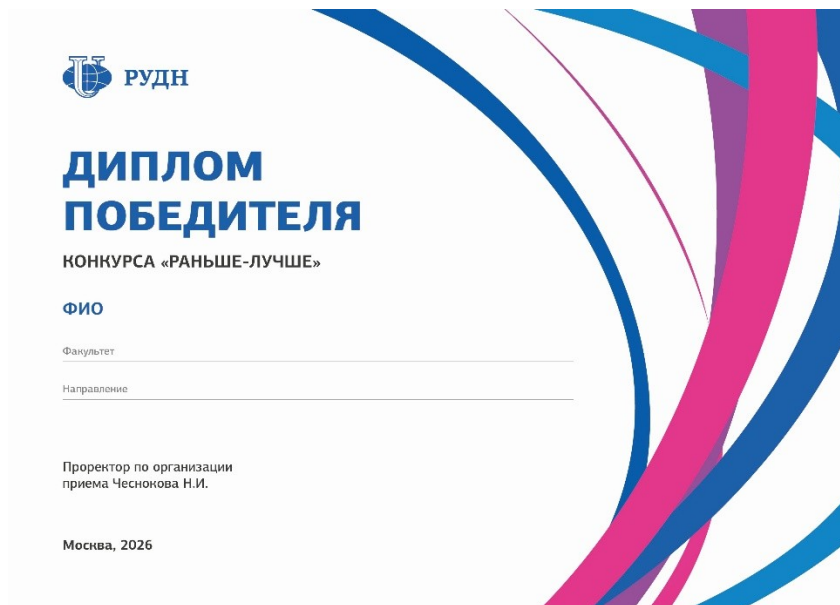 РУДН
ДИПЛОМ
ПОБЕДИТЕЛЯ
КОНКУРСА «РАНЬШЕ-ЛУЧШЕ»
ФИО
Факультет
Направление
Проректор по организации
приема Чеснокова Н.И.
Москва, 2026